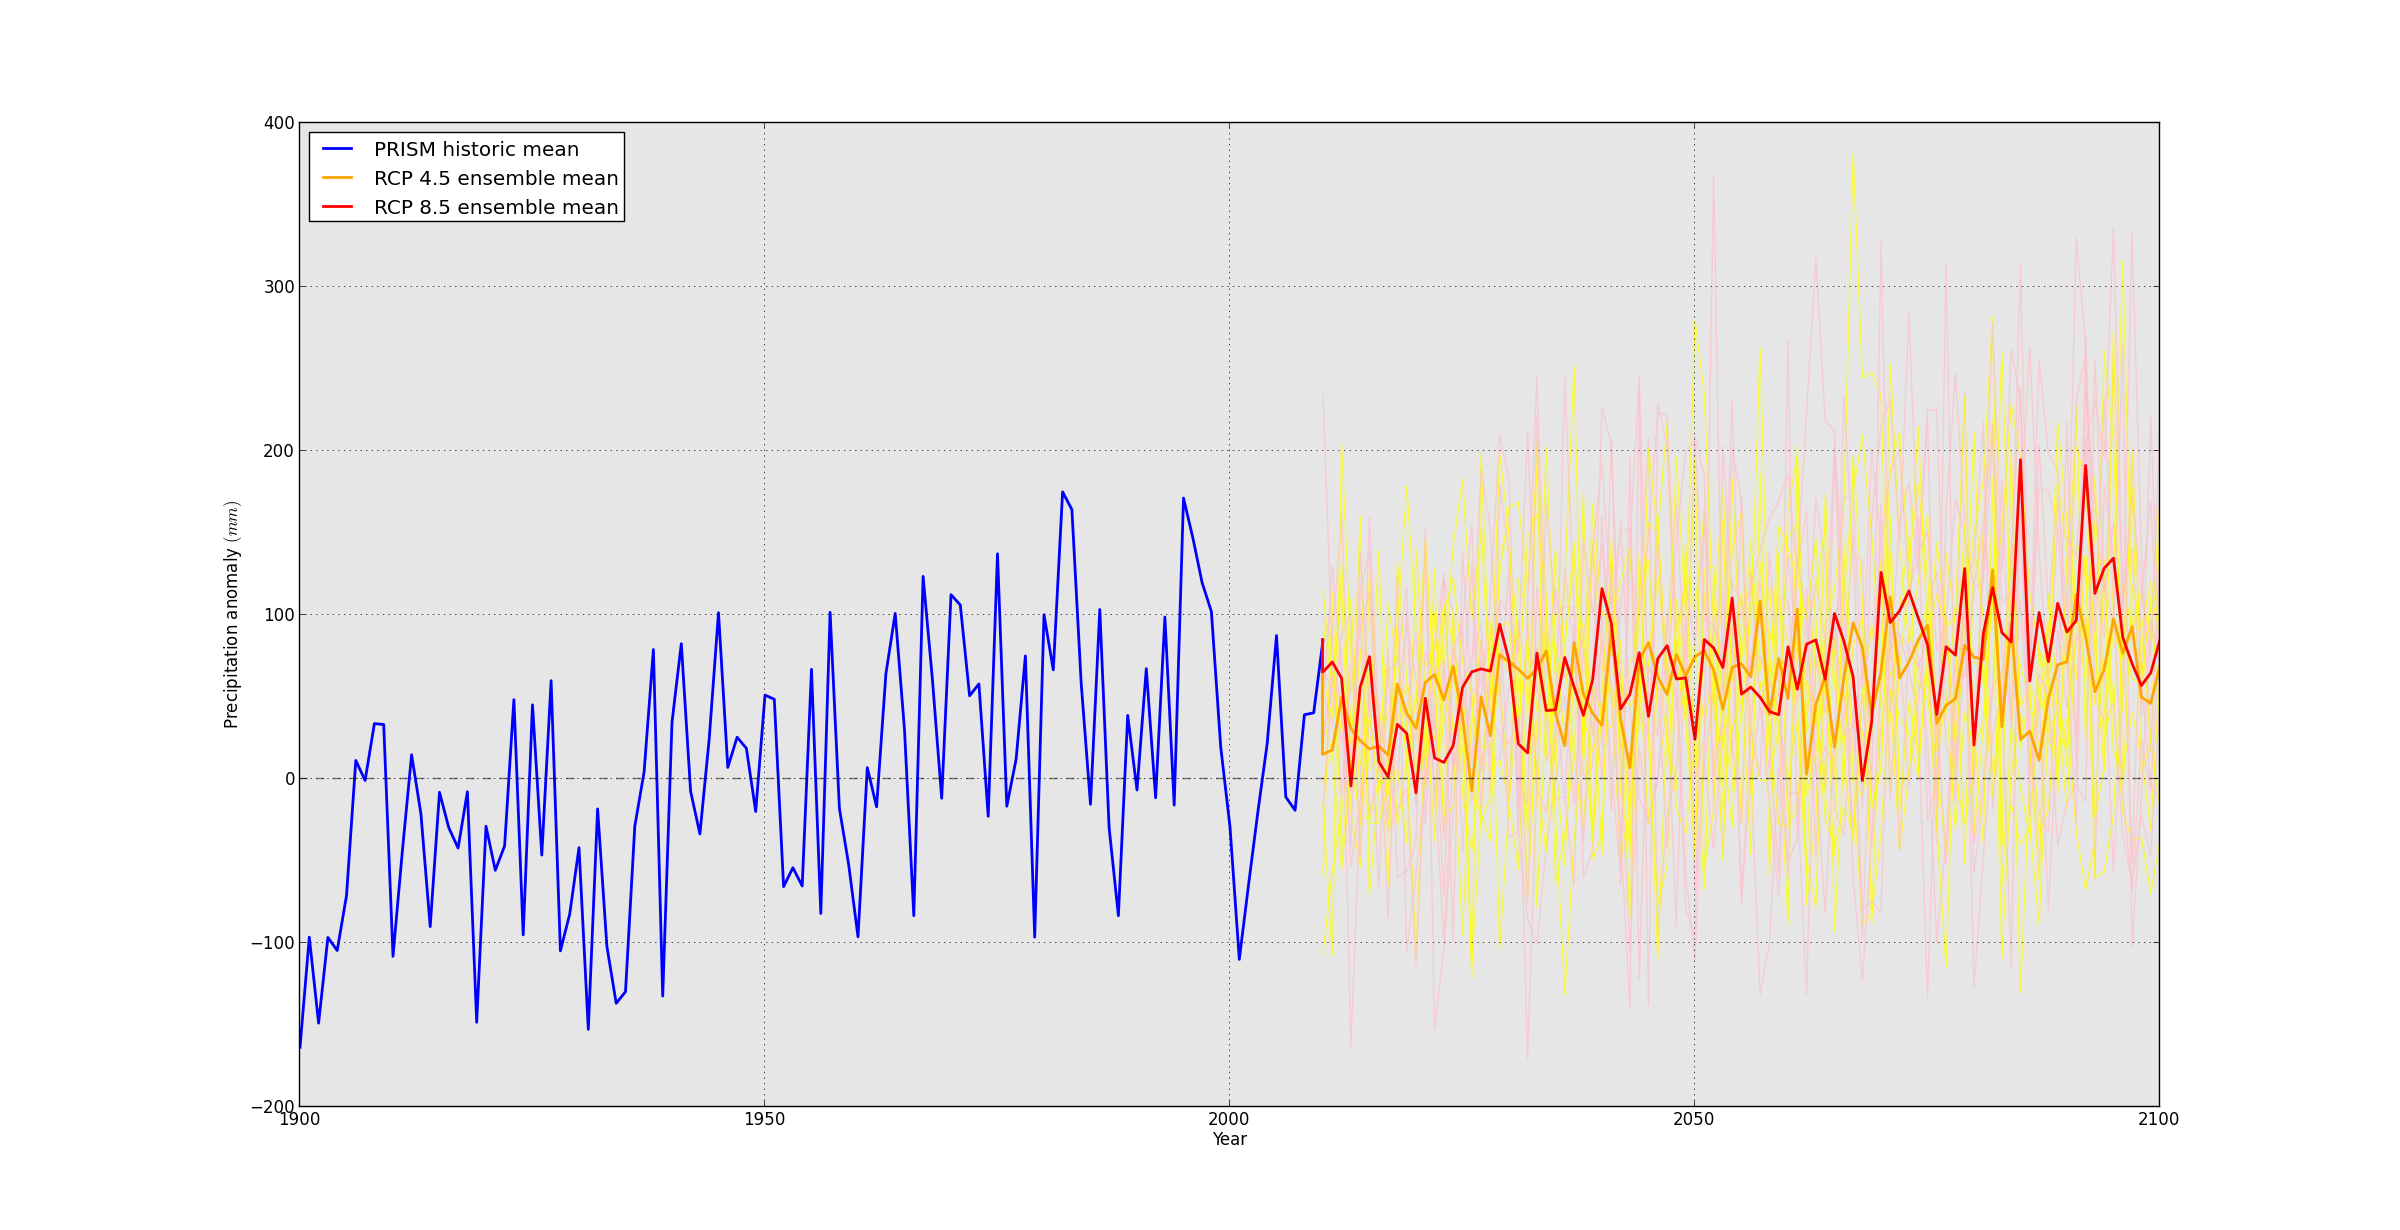 400
PRISM historic mean
RCP 4.5 ensemble mean
RCP 8.5 ensemble mean
300
200
Precipitation anomaly (mm)
100
0
−100
−200
1900 1950 2000 2050 2100
Year